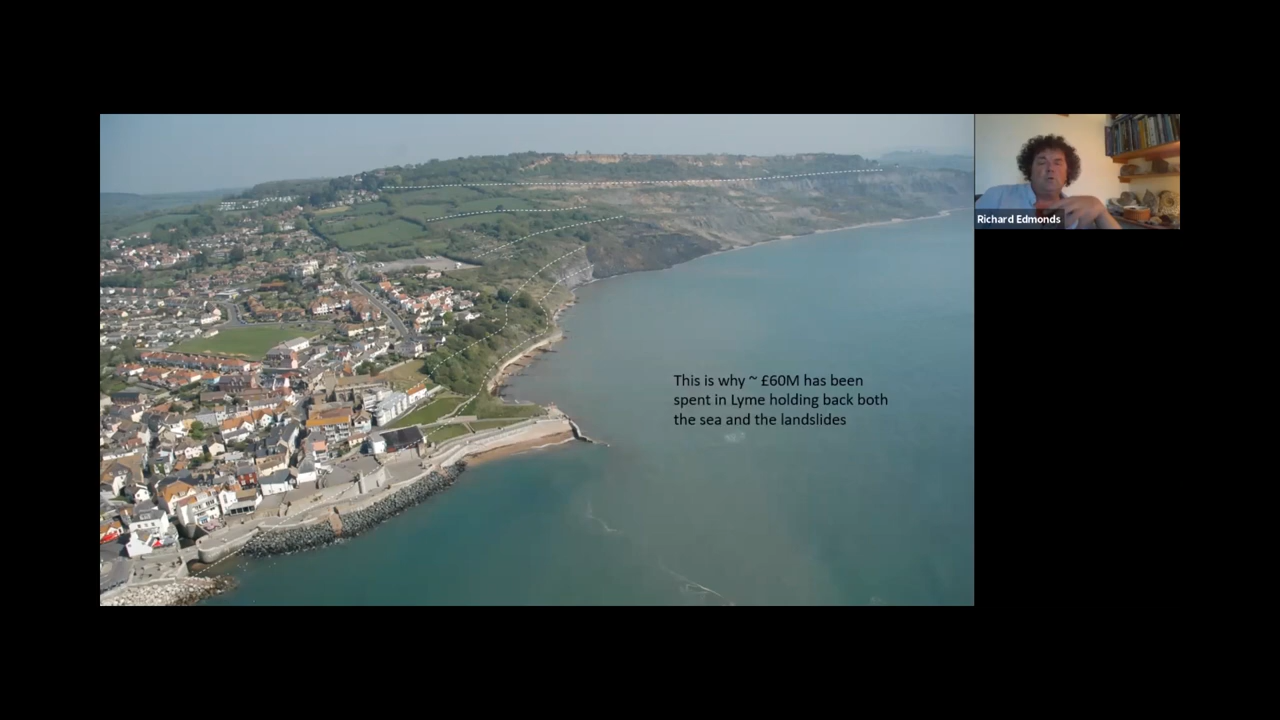 Richard Edmonds
This is why ~ £60M has been
spent in Lyme holding back both
the sea and the landslides